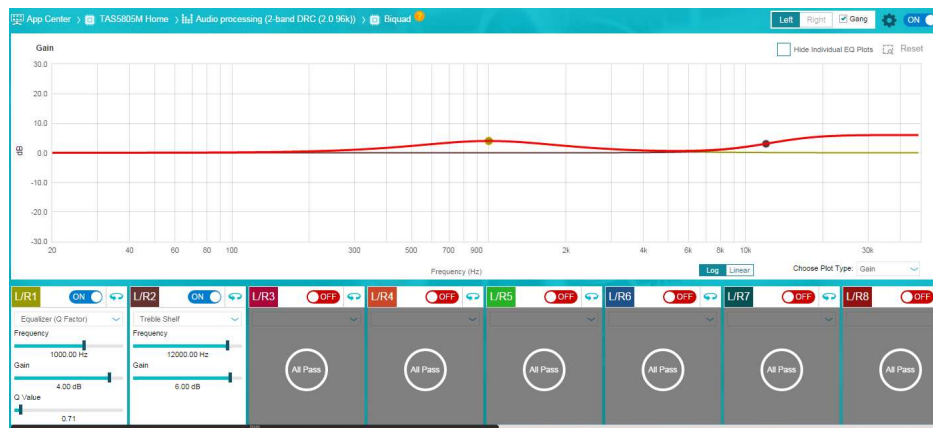 App Center > TAS5805M Home > Audio processing (2-band DRC (2.0 96k)) > Biquad ?
Left Right Gang ON
Gain
Hide Individual EQ Plots Reset
30.0
20.0
10.0
0.0
-10.0
-20.0
-30.0
dB
20 40 60 80 100 300 500 700 900 2k 4k 6k 8k 10k 30k
Frequency (Hz)
Log Linear
Choose Plot Type: Gain
L/R1 ON L/R2 ON L/R3 OFF L/R4 OFF L/R5 OFF L/R6 OFF L/R7 OFF L/R8 OFF
Equalizer (Q Factor) Treble Shelf
Frequency Frequency
1000.00 Hz 12000.00 Hz
Gain Gain
All Pass All Pass All Pass All Pass All Pass All Pass
4.00 dB 6.00 dB
Q Value
0.71